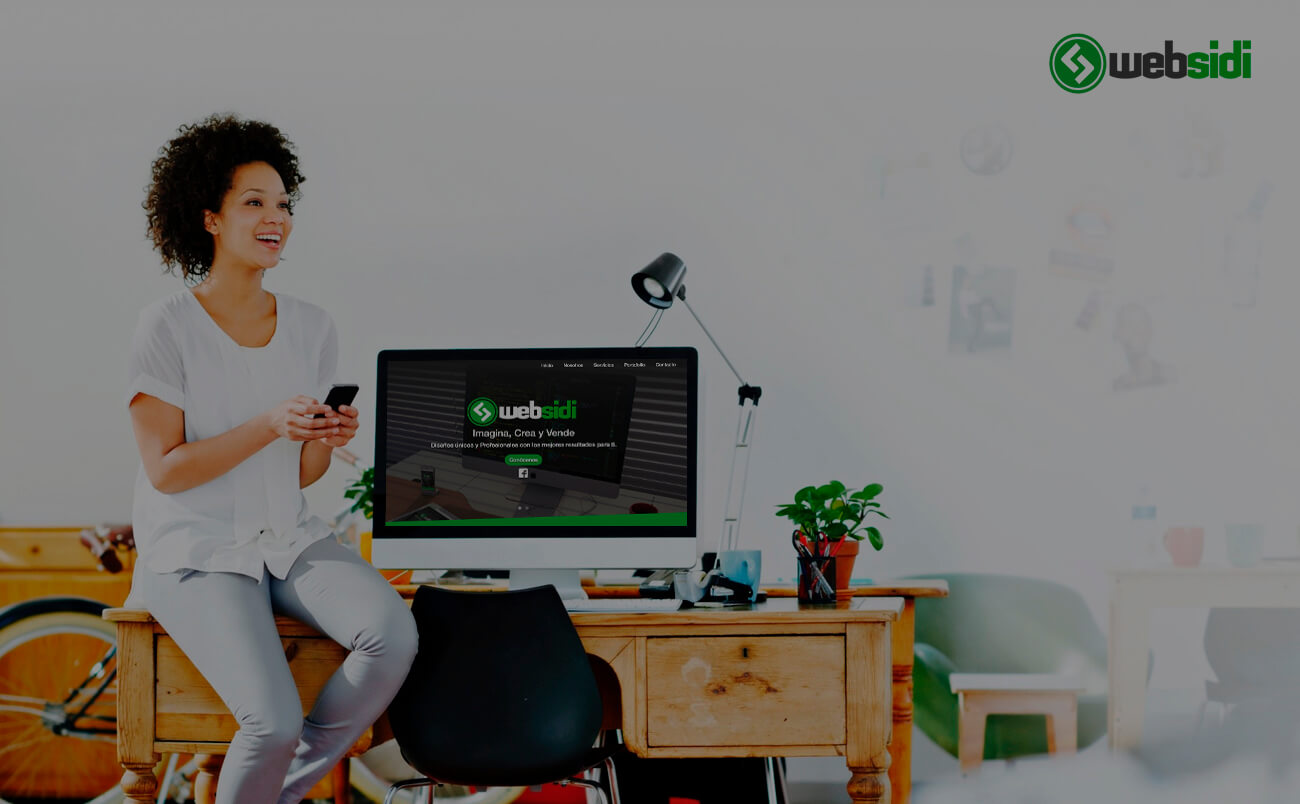 websidi
Inicio Nosotros Servicios Portafolio Contacto
websidi
Imagina, Crea y Vende
Diseños únicos y Profesionales con los mejores resultados para ti.
Conócenos